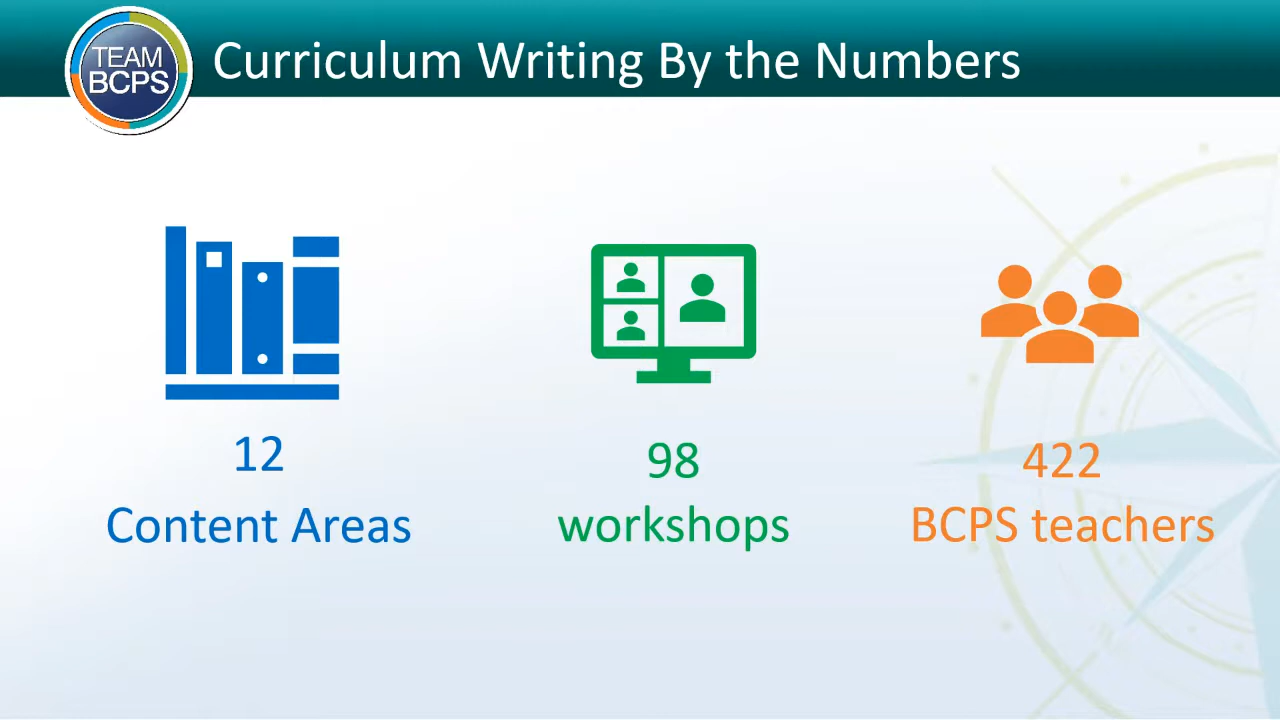 TEAM
BCPS
Curriculum Writing By the Numbers
12
Content Areas
98
workshops
422
BCPS teachers